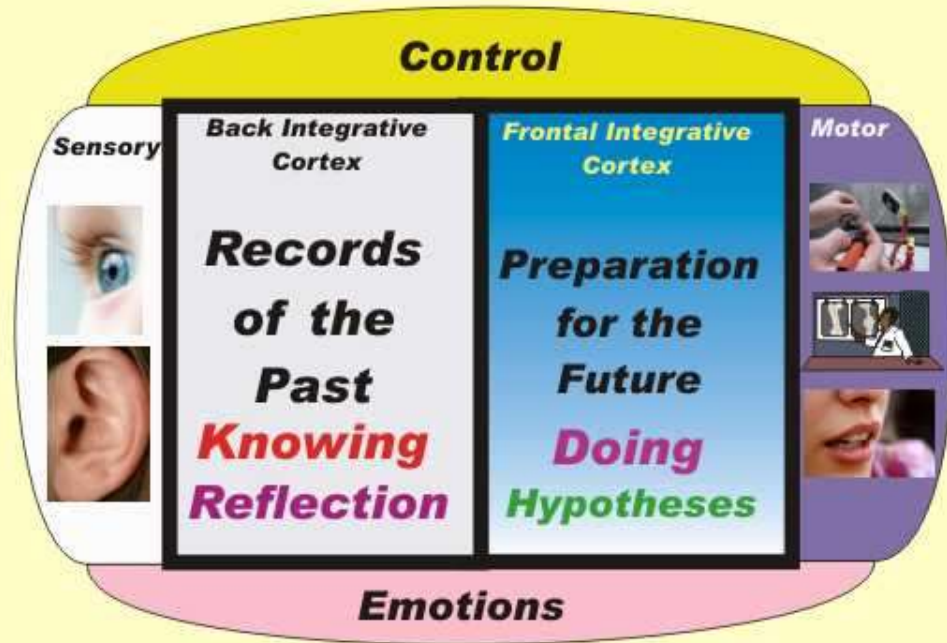 Control
Sensory
Back Integrative
Cortex
Records
of the
Past
Knowing
Reflection
Frontal Integrative
Cortex
Preparation
for the
Future
Doing
Hypotheses
Motor
Emotions